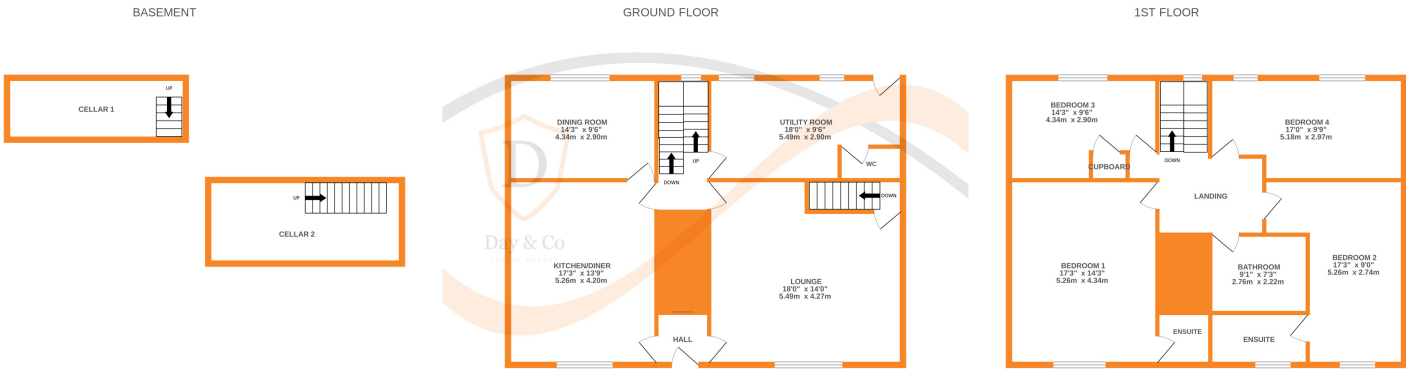 BASEMENT
CELLAR 1
UP
UP
CELLAR 2
GROUND FLOOR
DINING ROOM
14'3" x 9'6"
4.34m x 2.90m
UP
DOWN
UTILITY ROOM
18'0" x 9'6"
5.49m x 2.90m
WC
DOWN
Day & Co
ESTATE AGENTS
KITCHEN/DINER
17'3" x 13'9"
5.26m x 4.20m
LOUNGE
18'0" x 14'0"
5.49m x 4.27m
HALL
1ST FLOOR
BEDROOM 3
14'3" x 9'6"
4.34m x 2.90m
CUPBOARD
DOWN
BEDROOM 4
17'0" x 9'9"
5.18m x 2.97m
LANDING
BEDROOM 1
17'3" x 14'3"
5.26m x 4.34m
BATHROOM
9'1" x 7'3"
2.76m x 2.22m
BEDROOM 2
17'3" x 9'0"
5.26m x 2.74m
ENSUITE
ENSUITE
D